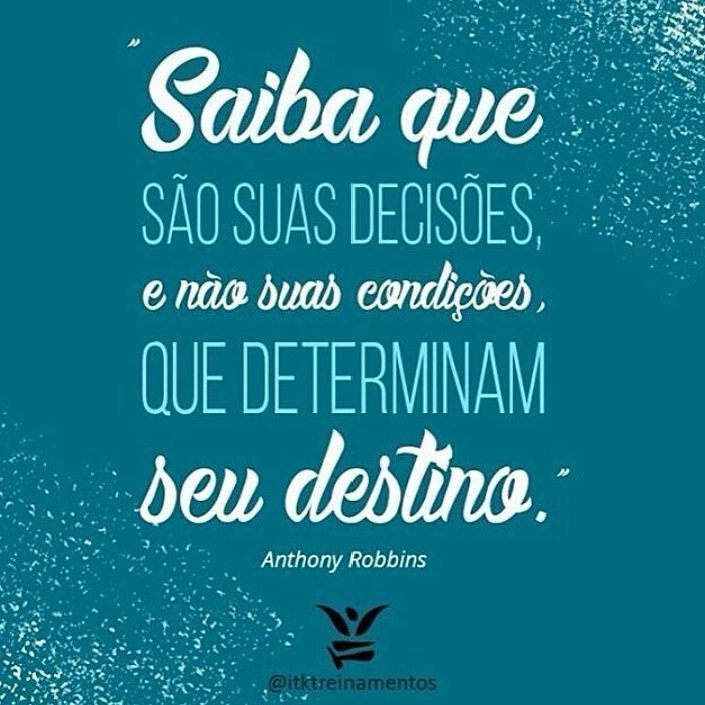 "Saiba que
SÃO SUAS DECISÕES,
e não suas condições,
QUE DETERMINAM
seu destino."
Anthony Robbins
@itktreinamentos